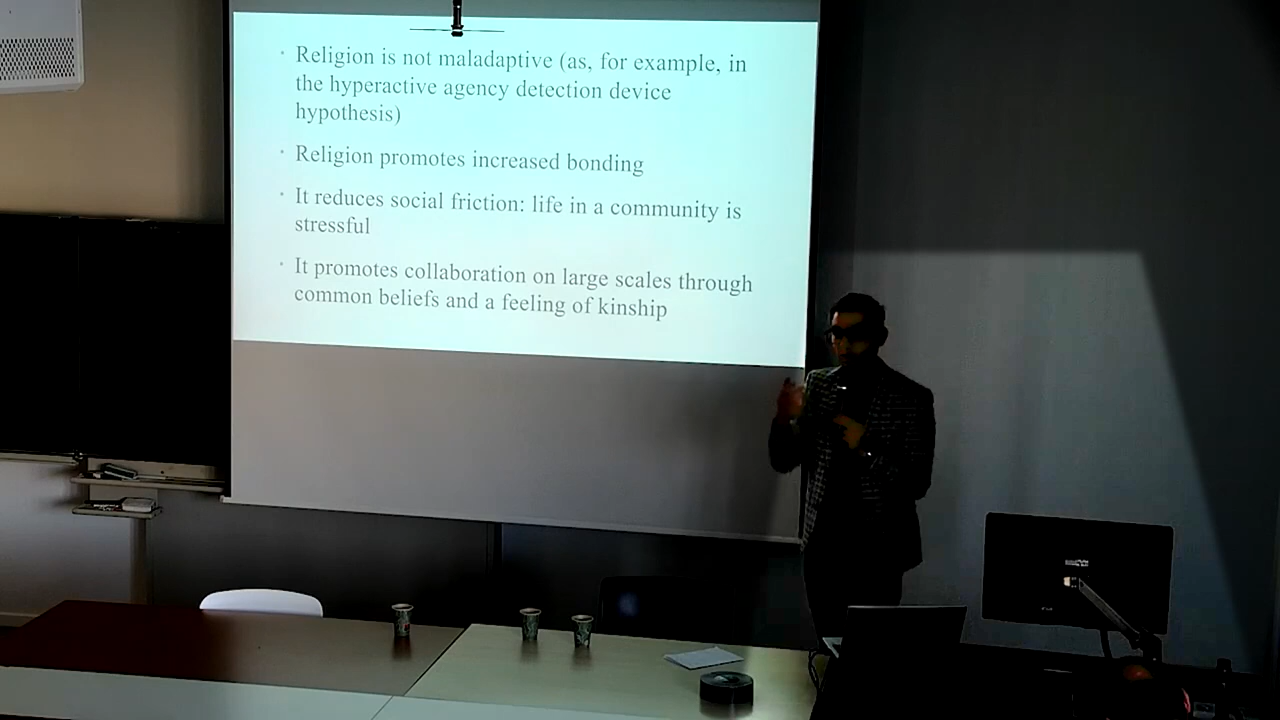 Religion is not maladaptive (as, for example, in
the hyperactive agency detection device
hypothesis)
Religion promotes increased bonding
It reduces social friction: life in a community is
stressful
It promotes collaboration on large scales through
common beliefs and a feeling of kinship